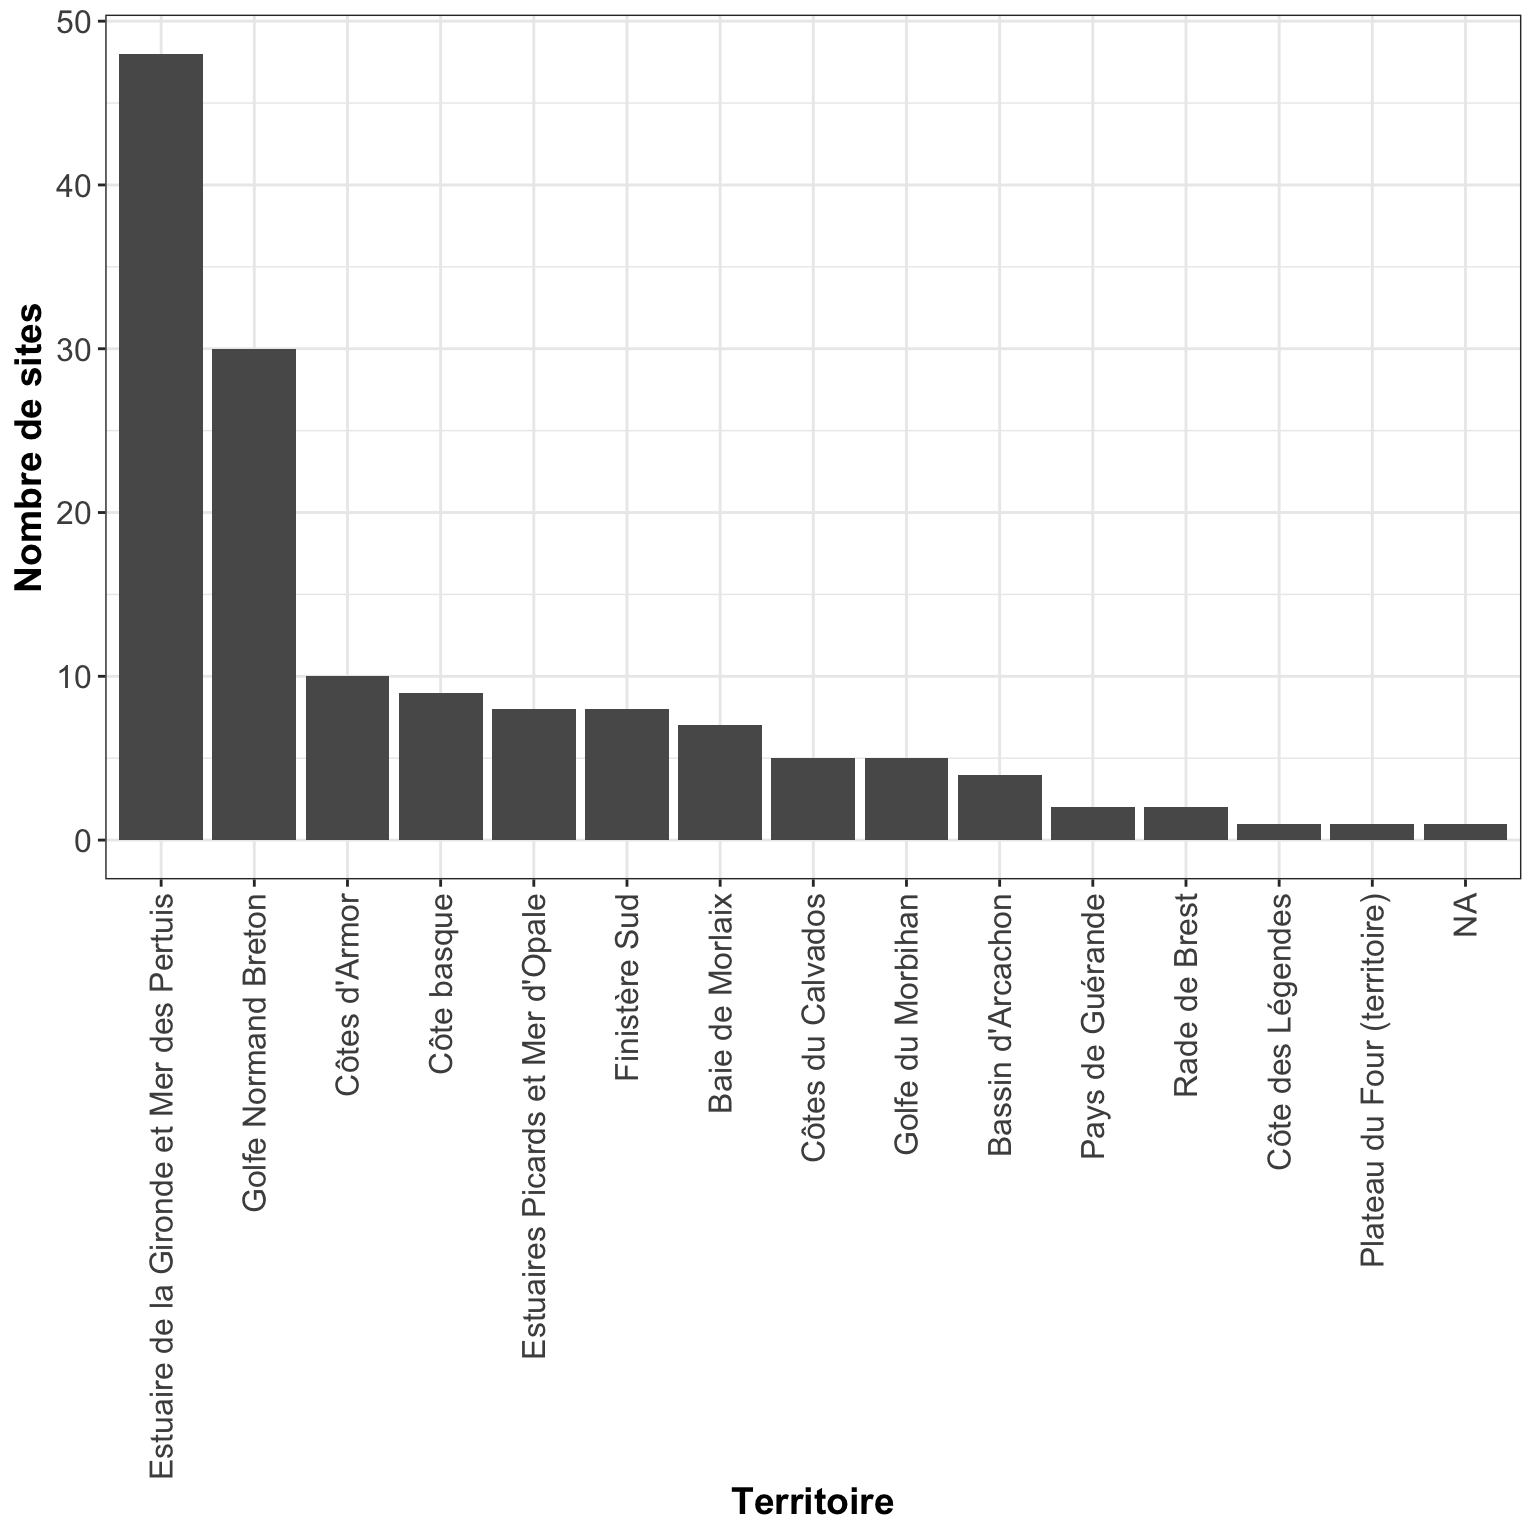 50
40
30
20
10
0
Nombre de sites
Estuaire de la Gironde et Mer des Pertuis
Golfe Normand Breton
Côtes d'Armor
Côte basque
Estuaires Picards et Mer d'Opale
Finistère Sud
Baie de Morlaix
Côtes du Calvados
Golfe du Morbihan
Bassin d'Arcachon
Pays de Guérande
Rade de Brest
Côte des Légendes
Plateau du Four (territoire)
NA
Territoire